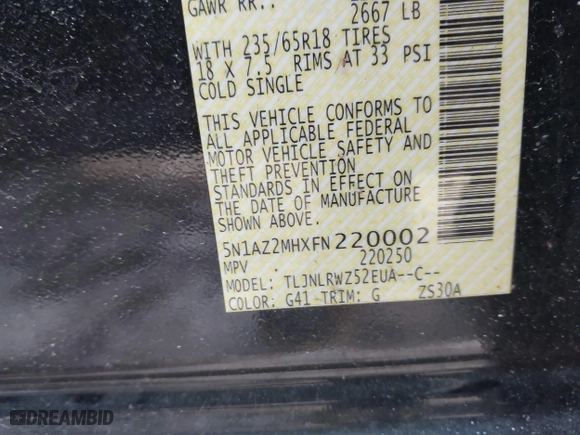 GAWR RR.:
2667 LB
WITH 235/65R18 TIRES
18 X 7.5 RIMS AT 33 PSI
COLD SINGLE
THIS VEHICLE CONFORMS TO
ALL APPLICABLE FEDERAL
MOTOR VEHICLE SAFETY AND
THEFT PREVENTION
STANDARDS IN EFFECT ON
THE DATE OF MANUFACTURE
SHOWN ABOVE.
5N1AZ2MHXFN 220002
MPV 220250
MODEL: TLJNLRWZ52EUA--C--
COLOR: G41 TRIM: G ZS30A
DREAMBID